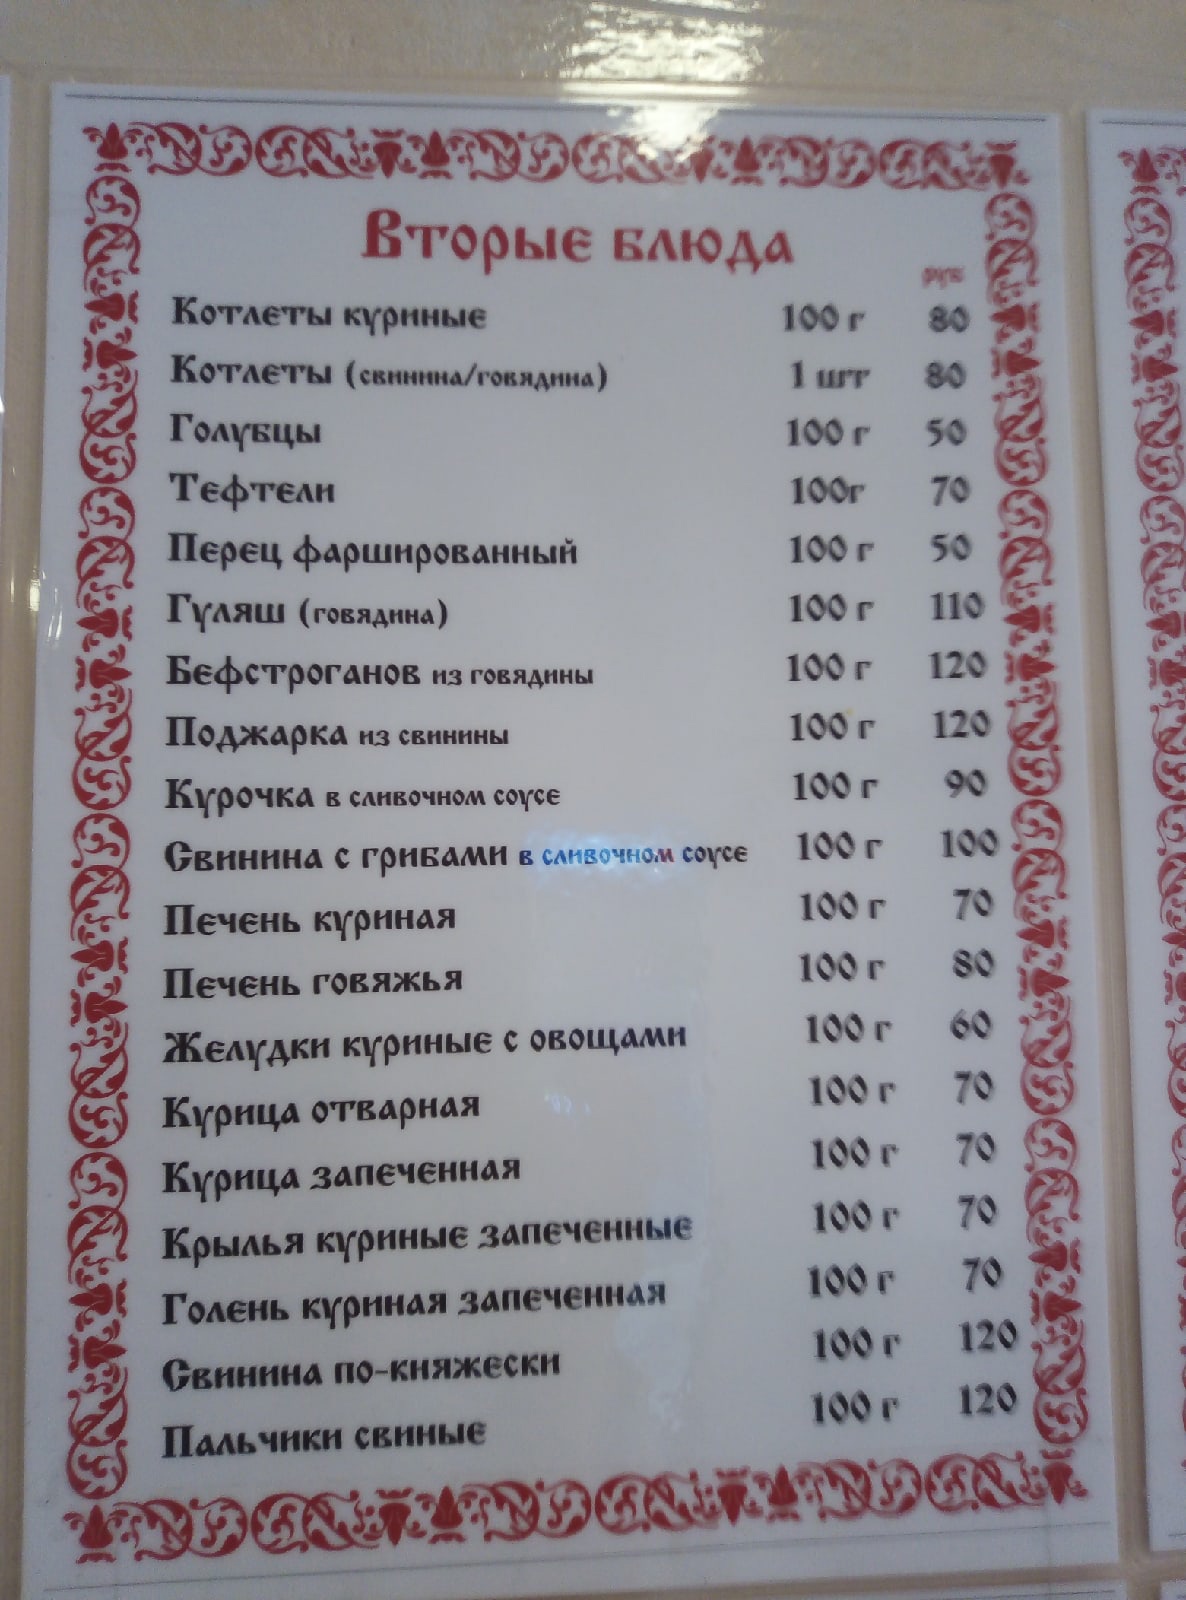 Вторые блюда
руб
Котлеты куриные 100 г 80
Котлеты (свинина/говядина) 1 шт 80
Голубцы 100 г 50
Тефтели 100г 70
Перец фаршированный 100 г 50
Гуляш (говядина) 100 г 110
Бефстроганов из говядины 100 г 120
Поджарка из свинины 100 г 120
Курочка в сливочном соусе 100 г 90
Свинина с грибами в сливочном соусе 100 г 100
Печень куриная 100 г 70
Печень говяжья 100 г 80
Желудки куриные с овощами 100 г 60
Курица отварная 100 г 70
Курица запеченная 100 г 70
Крылья куриные запеченные 100 г 70
Голень куриная запеченная 100 г 70
Свинина по-княжески 100 г 120
Пальчики свиные 100 г 120